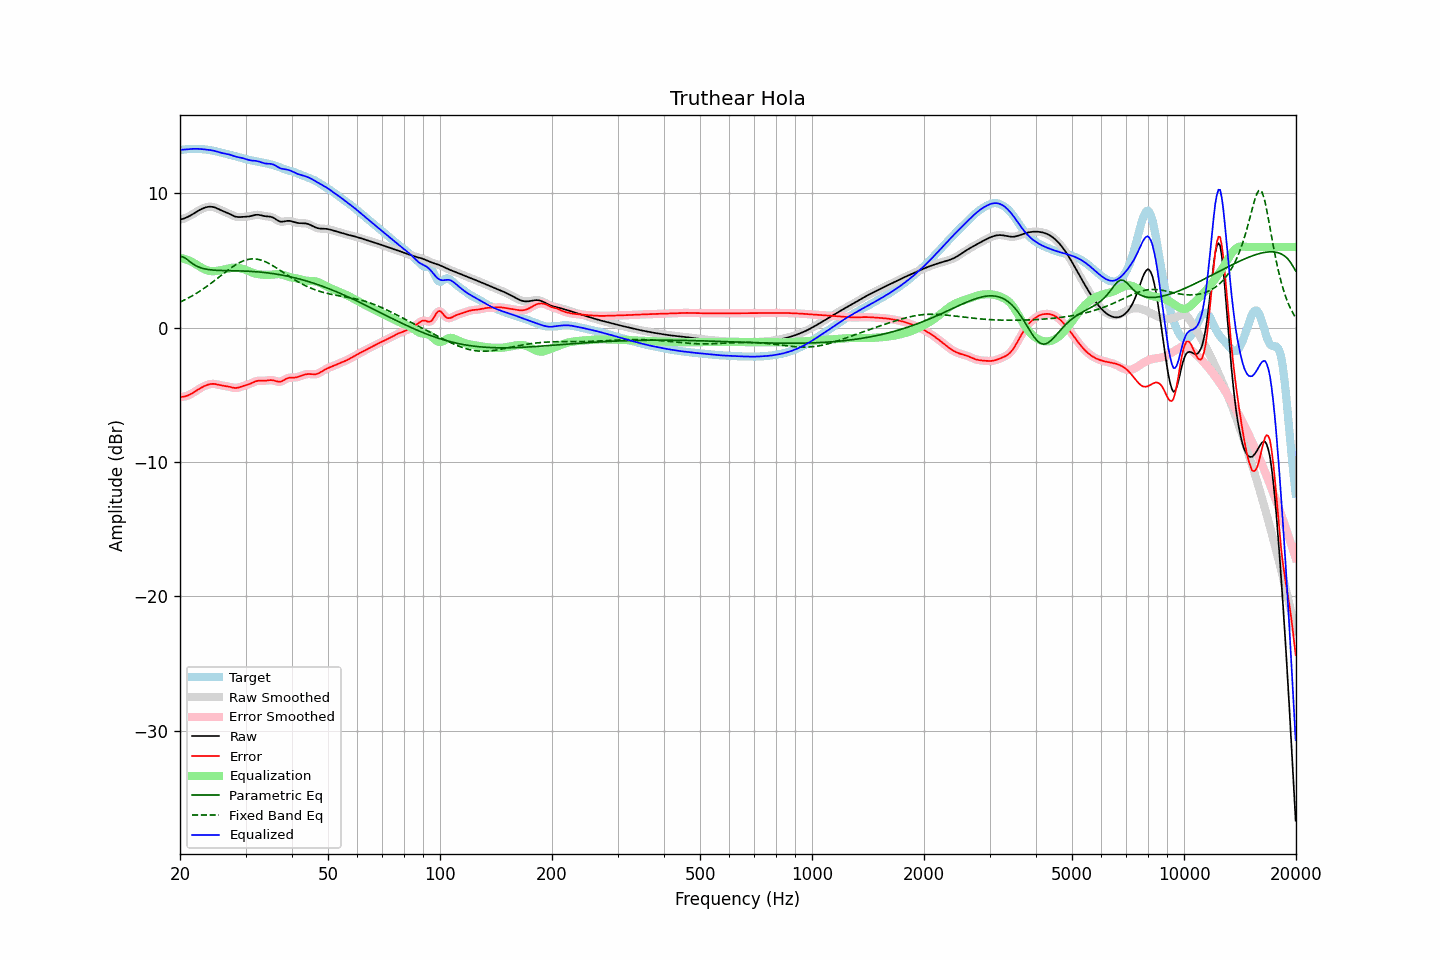 Truthear Hola
10
0
−10
−20
−30
Amplitude (dBr)
Target
Raw Smoothed
Error Smoothed
Raw
Error
Equalization
Parametric Eq
Fixed Band Eq
Equalized
20 50 100 200 500 1000 2000 5000 10000 20000
Frequency (Hz)